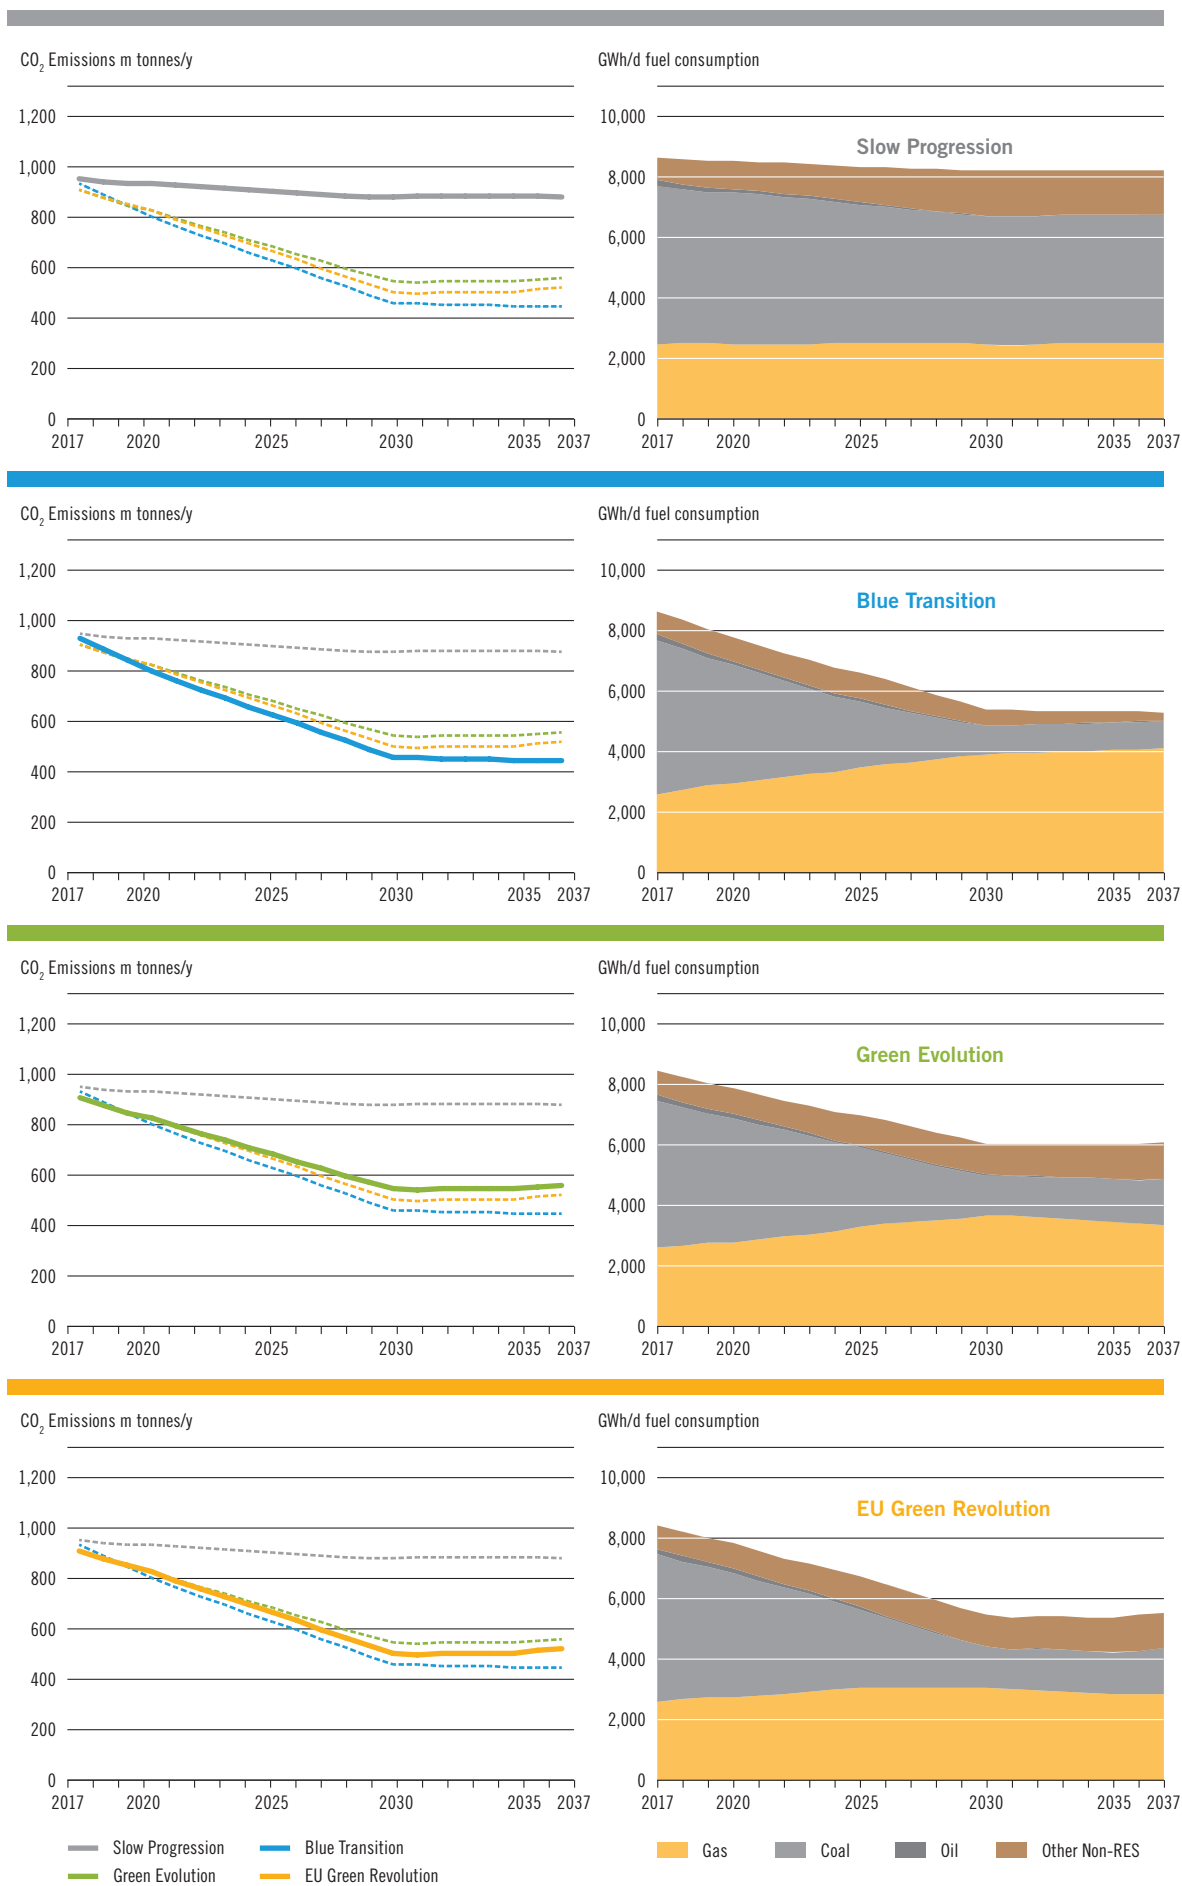 CO2 Emissions m tonnes/y
1,200
1,000
800
600
400
200
0
2017 2020 2025 2030 2035 2037
GWh/d fuel consumption
Slow Progression
10,000
8,000
6,000
4,000
2,000
0
2017 2020 2025 2030 2035 2037
CO2 Emissions m tonnes/y
1,200
1,000
800
600
400
200
0
2017 2020 2025 2030 2035 2037
GWh/d fuel consumption
Blue Transition
10,000
8,000
6,000
4,000
2,000
0
2017 2020 2025 2030 2035 2037
CO2 Emissions m tonnes/y
1,200
1,000
800
600
400
200
0
2017 2020 2025 2030 2035 2037
GWh/d fuel consumption
Green Evolution
10,000
8,000
6,000
4,000
2,000
0
2017 2020 2025 2030 2035 2037
CO2 Emissions m tonnes/y
1,200
1,000
800
600
400
200
0
2017 2020 2025 2030 2035 2037
GWh/d fuel consumption
EU Green Revolution
10,000
8,000
6,000
4,000
2,000
0
2017 2020 2025 2030 2035 2037
Slow Progression Blue Transition
Green Evolution EU Green Revolution
Gas Coal Oil Other Non-RES